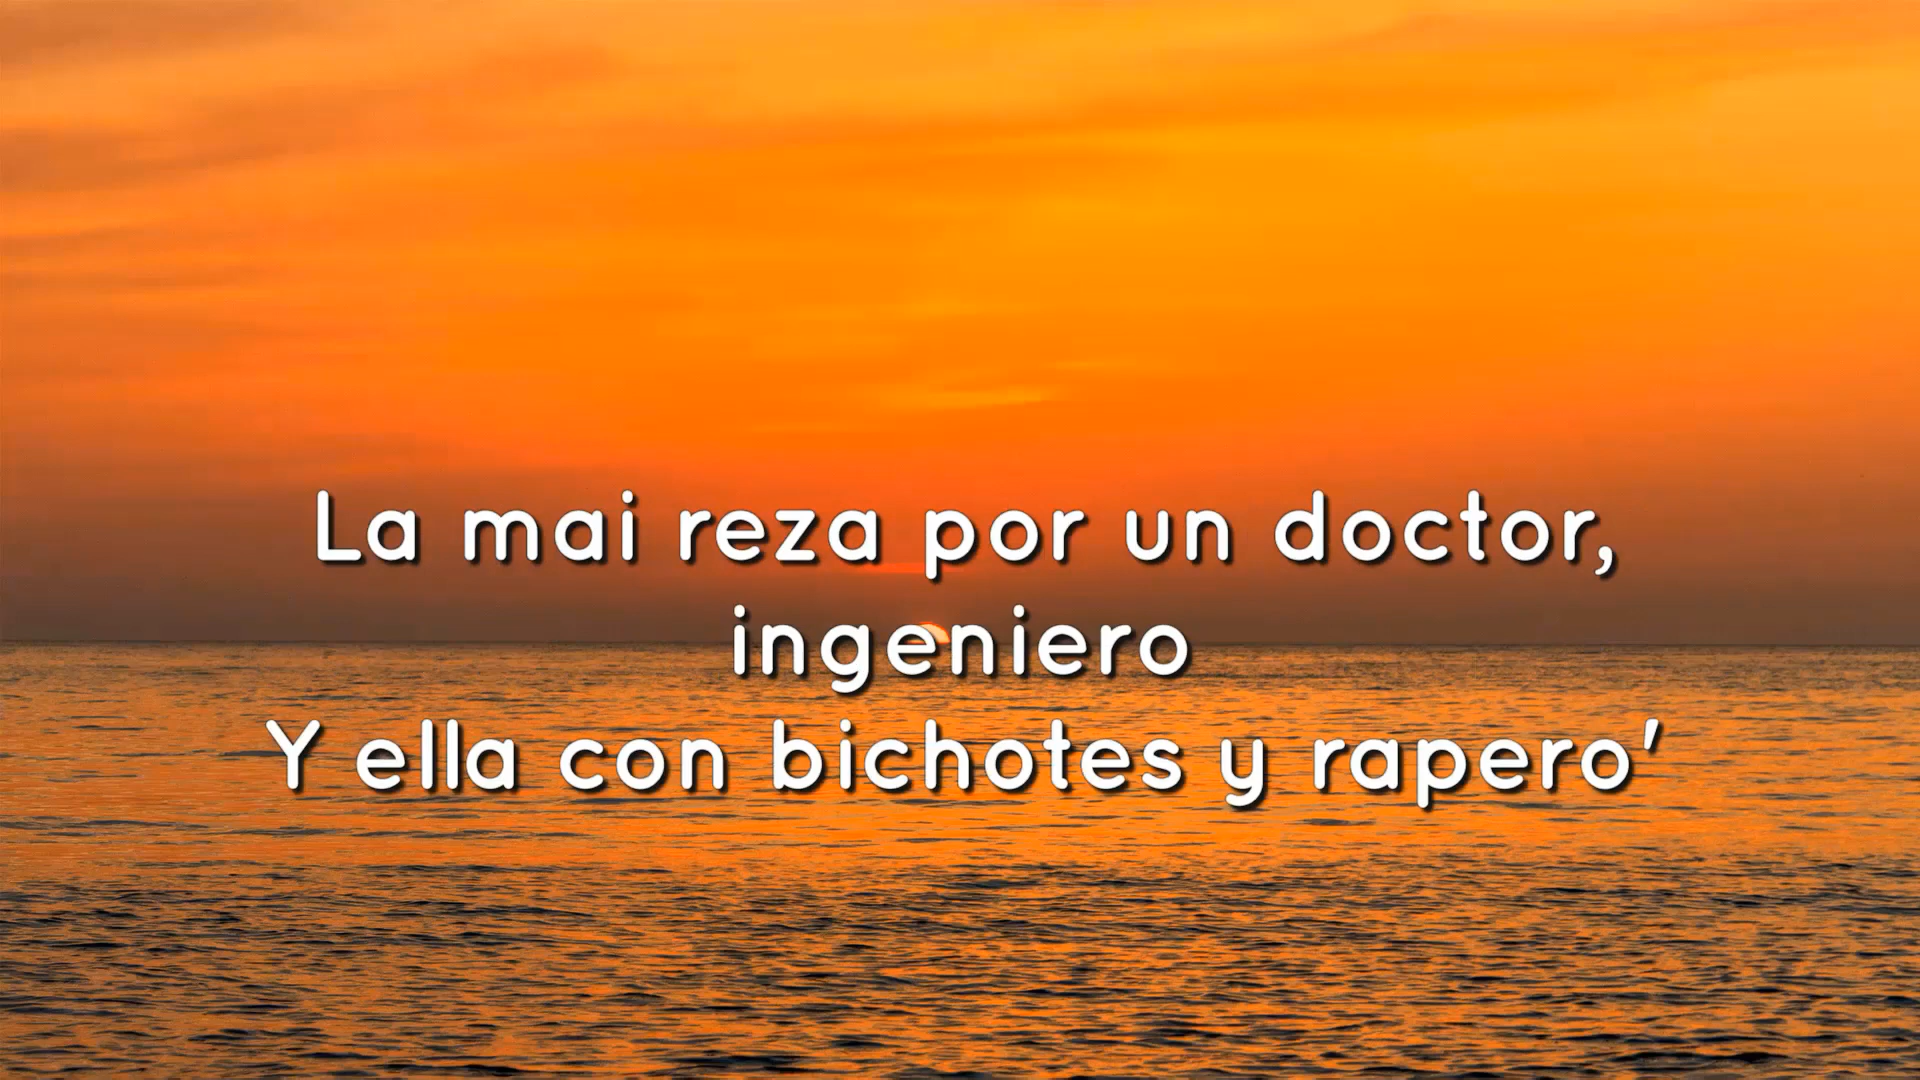 La mai reza por un doctor,
ingeniero
Y ella con bichotes y rapero'